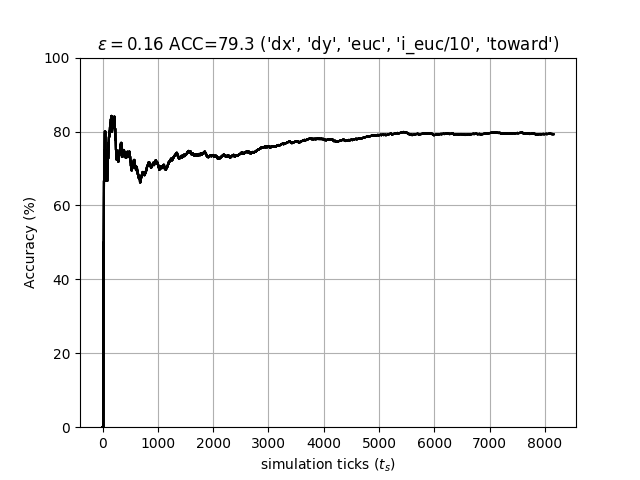 ε = 0.16 ACC=79.3 ('dx', 'dy', 'euc', 'i_euc/10', 'toward')
100
80
60
40
20
0
Accuracy (%)
0 1000 2000 3000 4000 5000 6000 7000 8000
simulation ticks (tₛ)